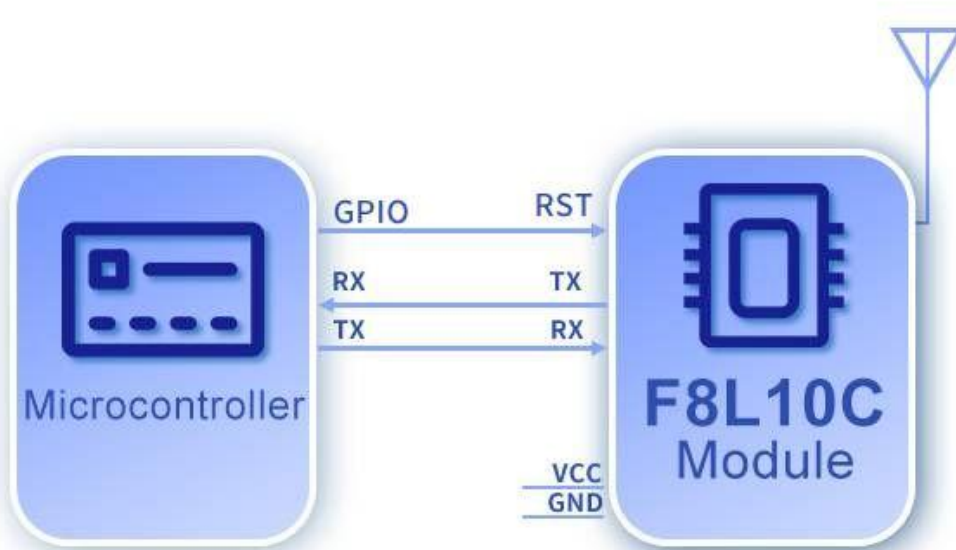 GPIO RST
RX TX
TX RX
Microcontroller
F8L10C
Module
VCC
GND